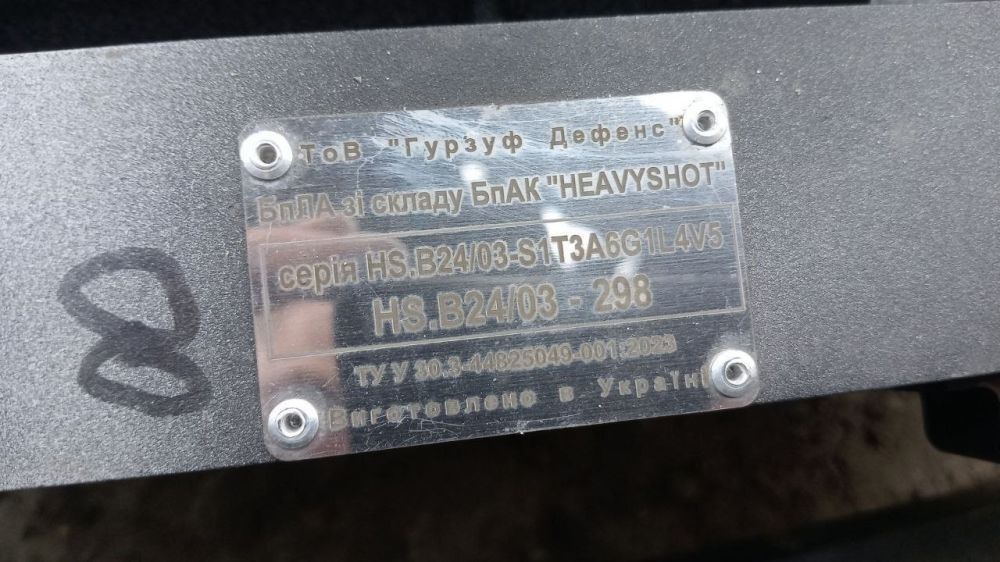 8
ТоВ "Гурзуф Дефенс"
БпЛА зі складу БпАК "HEAVYSHOT"
серія HS.B24/03-S1T3A6G1L4V5
HS.B24/03 - 298
ТУ У 30.3-44825049-001:2023
Виготовлено в Україні